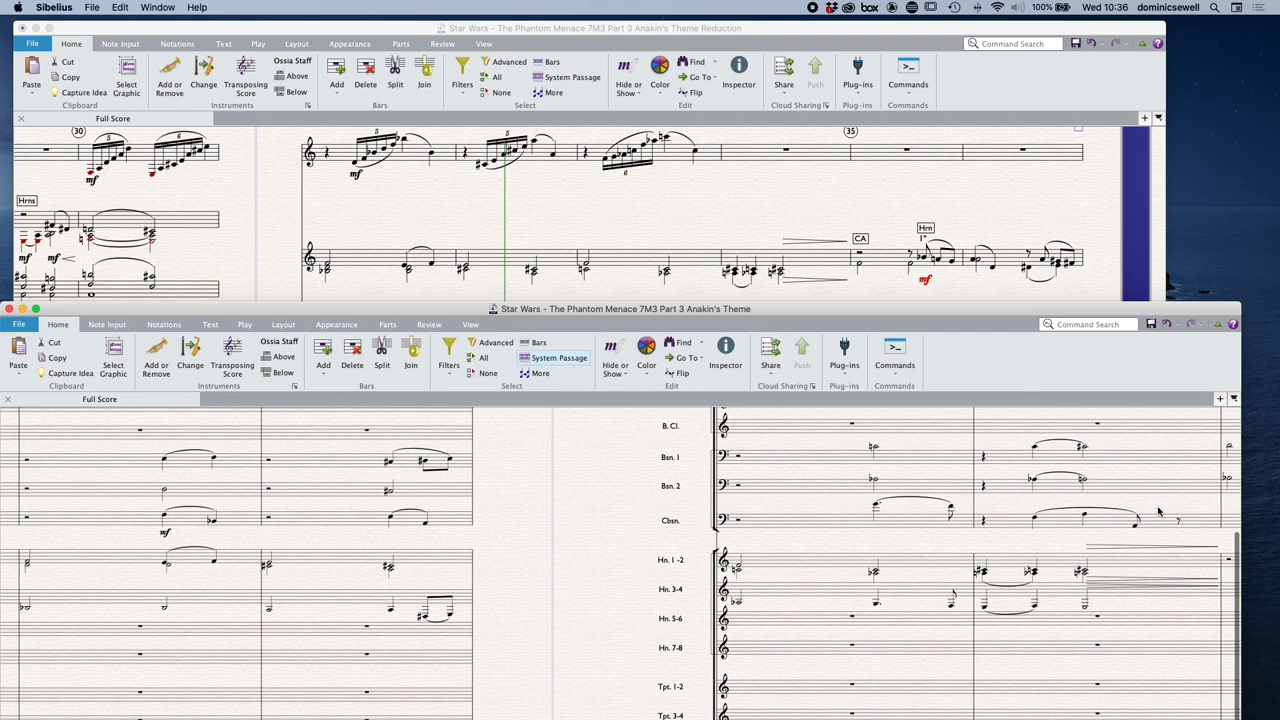 Sibelius File Edit Window Help
100% Wed 10:36 dominicsewell
Star Wars - The Phantom Menace 7M3 Part 3 Anakin's Theme Reduction
File Home Note Input Notations Text Play Layout Appearance Parts Review View Command Search
Paste Cut Copy Capture Idea Select Graphic Add or Remove Change Transposing Score Ossia Staff Above Below Add Delete Split Join Filters Advanced All None Bars System Passage More Hide or Show Color Find Go To Flip Inspector Share Push Plug-ins Commands
Clipboard Instruments Bars Select Edit Cloud Sharing Plug-ins Commands
Full Score
30 5 6 5 5 6 35
mf mf
Hrns
CA Hrn
1°
mf mf mf
Star Wars - The Phantom Menace 7M3 Part 3 Anakin's Theme
File Home Note Input Notations Text Play Layout Appearance Parts Review View Command Search
Paste Cut Copy Capture Idea Select Graphic Add or Remove Change Transposing Score Ossia Staff Above Below Add Delete Split Join Filters Advanced All None Bars System Passage More Hide or Show Color Find Go To Flip Inspector Share Push Plug-ins Commands
Clipboard Instruments Bars Select Edit Cloud Sharing Plug-ins Commands
Full Score
B. Cl.
Bsn. 1
Bsn. 2
Cbsn.
mf
Hn. 1 -2
Hn. 3-4
Hn. 5-6
Hn. 7-8
Tpt. 1-2
Tpt. 3-4